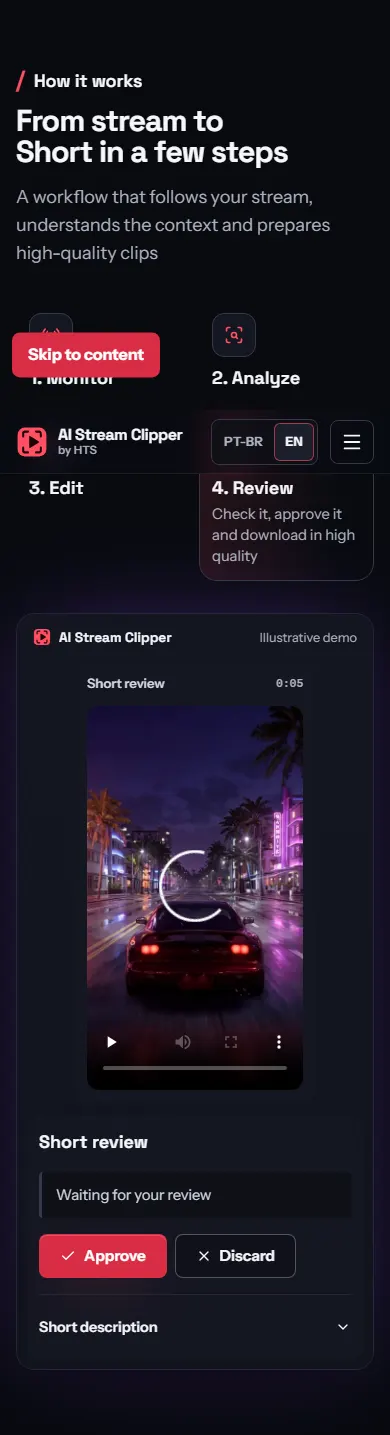 / How it works
From stream to
Short in a few steps
A workflow that follows your stream,
understands the context and prepares
high-quality clips
Skip to content
1. Monitor
2. Analyze
AI Stream Clipper
by HTS
PT-BR
EN
3. Edit
4. Review
Check it, approve it
and download in high
quality
AI Stream Clipper
Illustrative demo
Short review
0:05
Short review
Waiting for your review
Approve
Discard
Short description